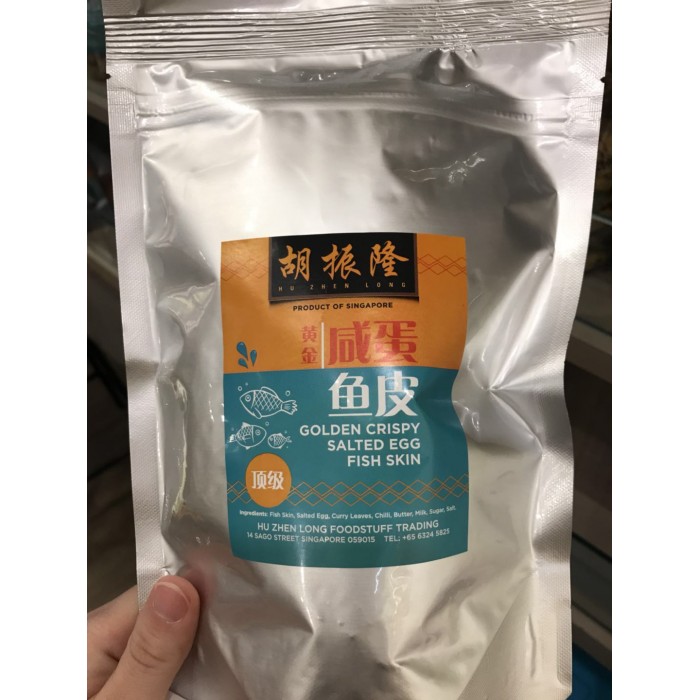 胡振隆
HU ZHEN LONG
PRODUCT OF SINGAPORE
黄金
咸蛋
鱼皮
GOLDEN CRISPY
SALTED EGG
FISH SKIN
顶级
Ingredients: Fish Skin, Salted Egg, Curry Leaves, Chilli, Butter, Milk, Sugar, Salt.
HU ZHEN LONG FOODSTUFF TRADING
14 SAGO STREET SINGAPORE 059015 TEL: +65 6324 5825